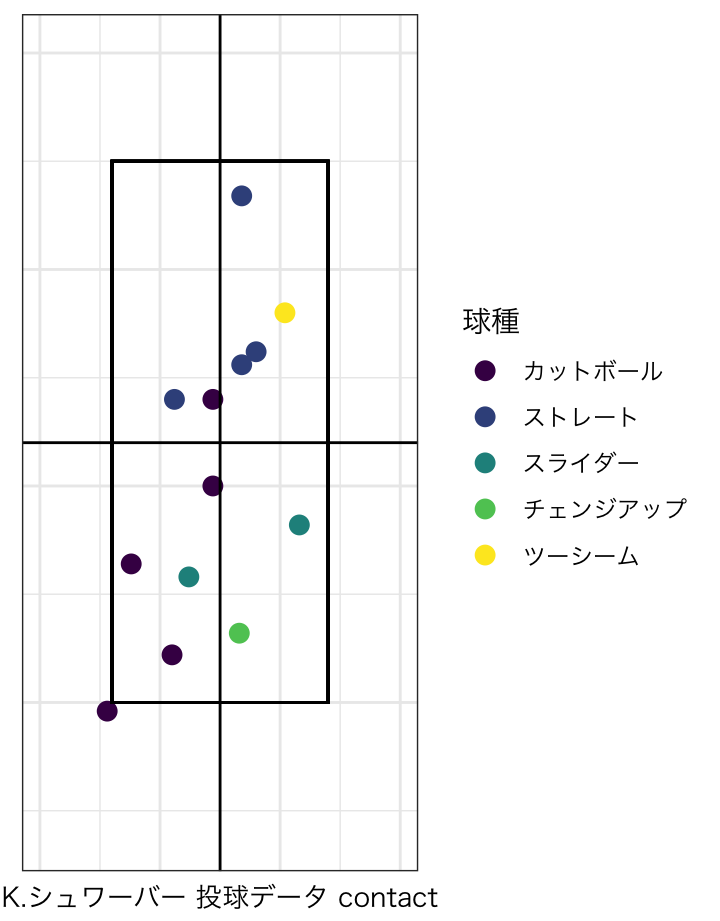 球種
カットボール
ストレート
スライダー
チェンジアップ
ツーシーム
K.シュワーバー 投球データ contact